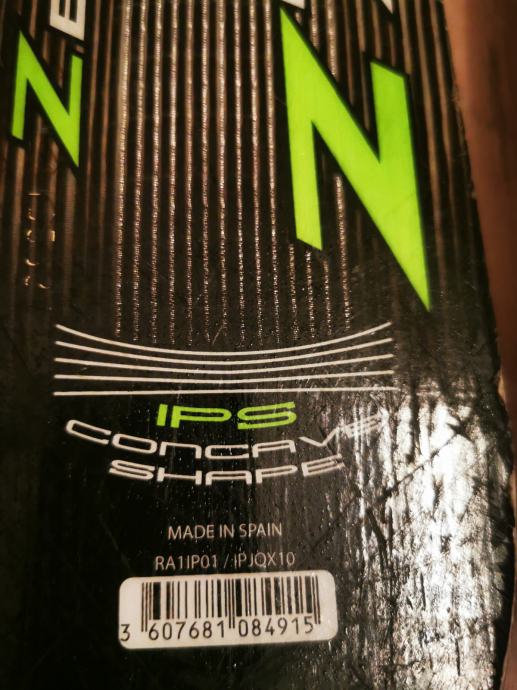 N N
IPS
CONCAVE
SHAPE
MADE IN SPAIN
RA1IP01 / IPJQX10
3 607681 084915